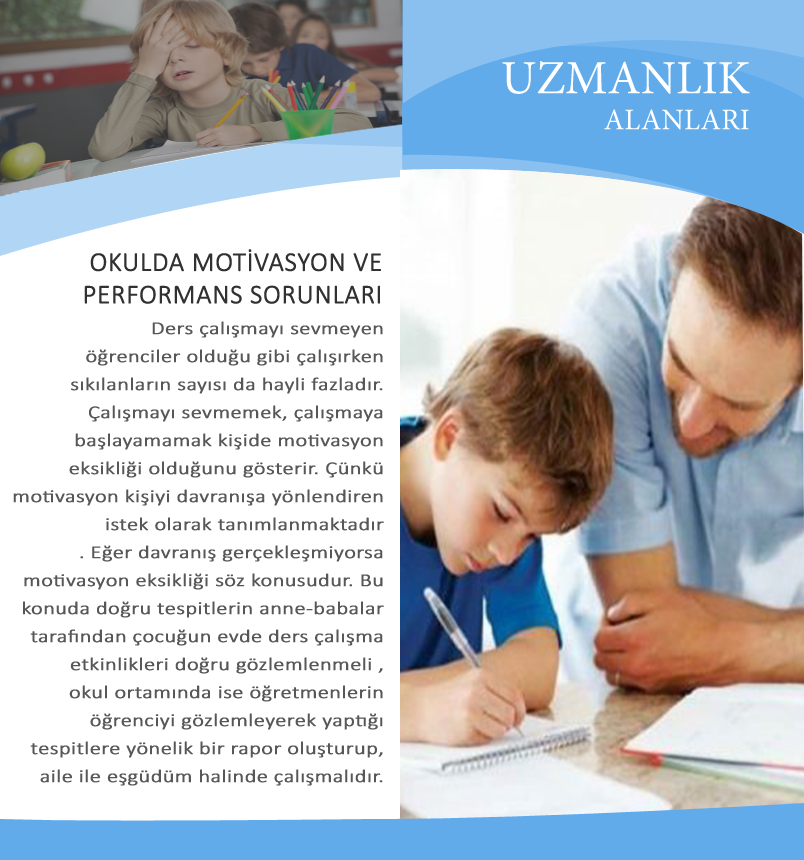 OKULDA MOTİVASYON VE
PERFORMANS SORUNLARI
Ders çalışmayı sevmeyen
öğrenciler olduğu gibi çalışırken
sıkılanların sayısı da hayli fazladır.
Çalışmayı sevmemek, çalışmaya
başlayamamak kişide motivasyon
eksikliği olduğunu gösterir. Çünkü
motivasyon kişiyi davranışa yönlendiren
istek olarak tanımlanmaktadır
. Eğer davranış gerçekleşmiyorsa
motivasyon eksikliği söz konusudur. Bu
konuda doğru tespitlerin anne-babalar
tarafından çocuğun evde ders çalışma
etkinlikleri doğru gözlemlenmeli ,
okul ortamında ise öğretmenlerin
öğrenciyi gözlemleyerek yaptığı
tespitlere yönelik bir rapor oluşturup,
aile ile eşgüdüm halinde çalışmalıdır.
UZMANLIK
ALANLARI